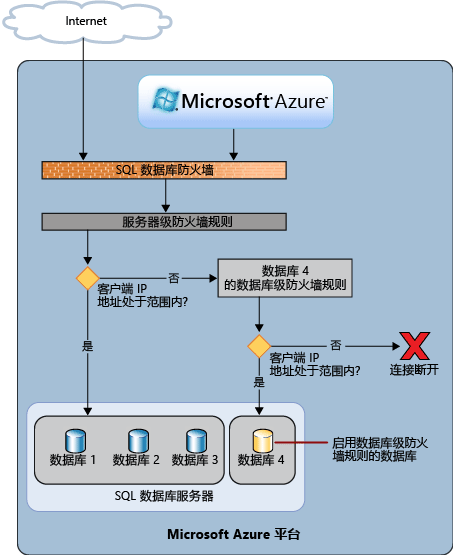 Internet
Microsoft Azure™
SQL 数据库防火墙
服务器级防火墙规则
客户端 IP
地址处于范围内?
否
数据库 4
的数据库级防火墙规则
是
客户端 IP
地址处于范围内?
否
连接断开
是
数据库 1
数据库 2
数据库 3
数据库 4
启用数据库级防火
墙规则的数据库
SQL 数据库服务器
Microsoft Azure 平台